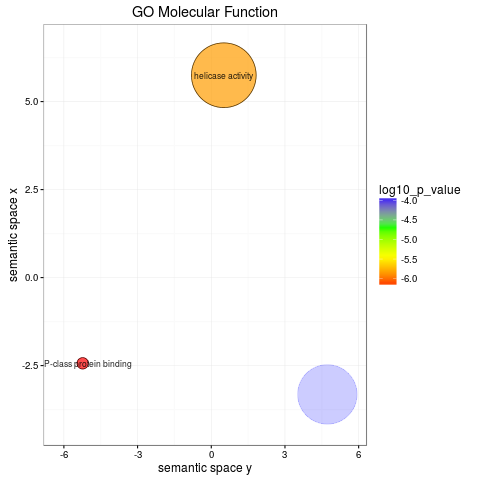 GO Molecular Function
helicase activity
P-class protein binding
semantic space x
5.0
2.5
0.0
-2.5
-6
-3
0
3
6
semantic space y
log10_p_value
-4.0
-4.5
-5.0
-5.5
-6.0